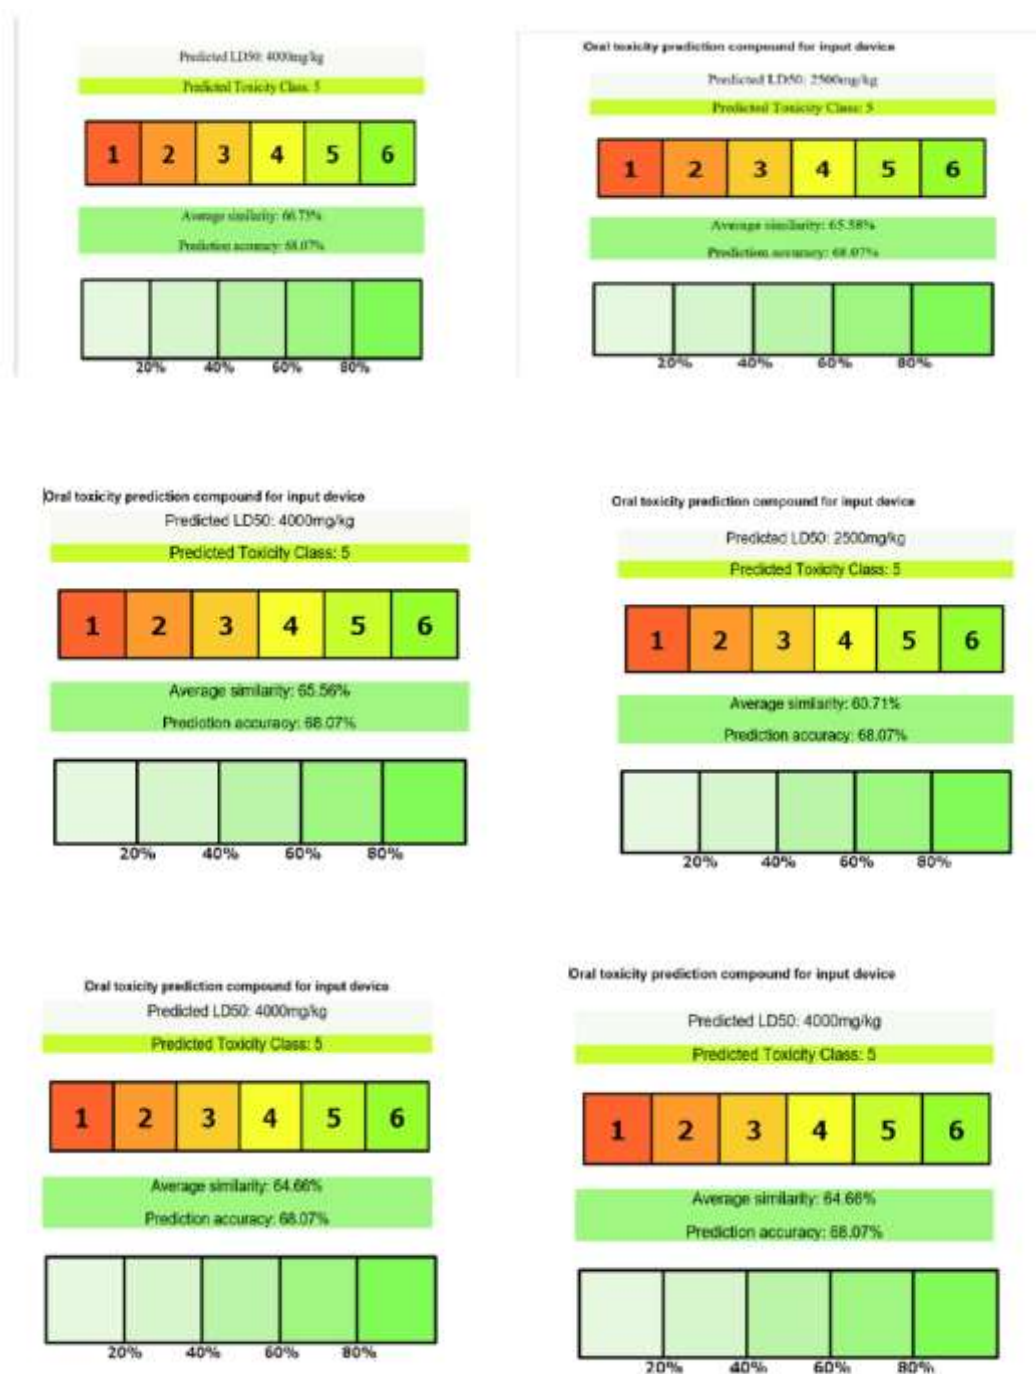 Predicted LD50: 4000mg/kg
Predicted Toxicity Class: 5
1 2 3 4 5 6
Average similarity: 66.73%
Prediction accuracy: 68.07%
20% 40% 60% 80%
Oral toxicity prediction compound for input device
Predicted LD50: 2500mg/kg
Predicted Toxicity Class: 5
1 2 3 4 5 6
Average similarity: 65.58%
Prediction accuracy: 68.07%
20% 40% 60% 80%
Oral toxicity prediction compound for input device
Predicted LD50: 4000mg/kg
Predicted Toxicity Class: 5
1 2 3 4 5 6
Average similarity: 65.56%
Prediction accuracy: 68.07%
20% 40% 60% 80%
Oral toxicity prediction compound for input device
Predicted LD50: 2500mg/kg
Predicted Toxicity Class: 5
1 2 3 4 5 6
Average similarity: 60.71%
Prediction accuracy: 68.07%
20% 40% 60% 80%
Oral toxicity prediction compound for input device
Predicted LD50: 4000mg/kg
Predicted Toxicity Class: 5
1 2 3 4 5 6
Average similarity: 64.66%
Prediction accuracy: 68.07%
20% 40% 60% 80%
Oral toxicity prediction compound for input device
Predicted LD50: 4000mg/kg
Predicted Toxicity Class: 5
1 2 3 4 5 6
Average similarity: 64.66%
Prediction accuracy: 68.07%
20% 40% 60% 80%